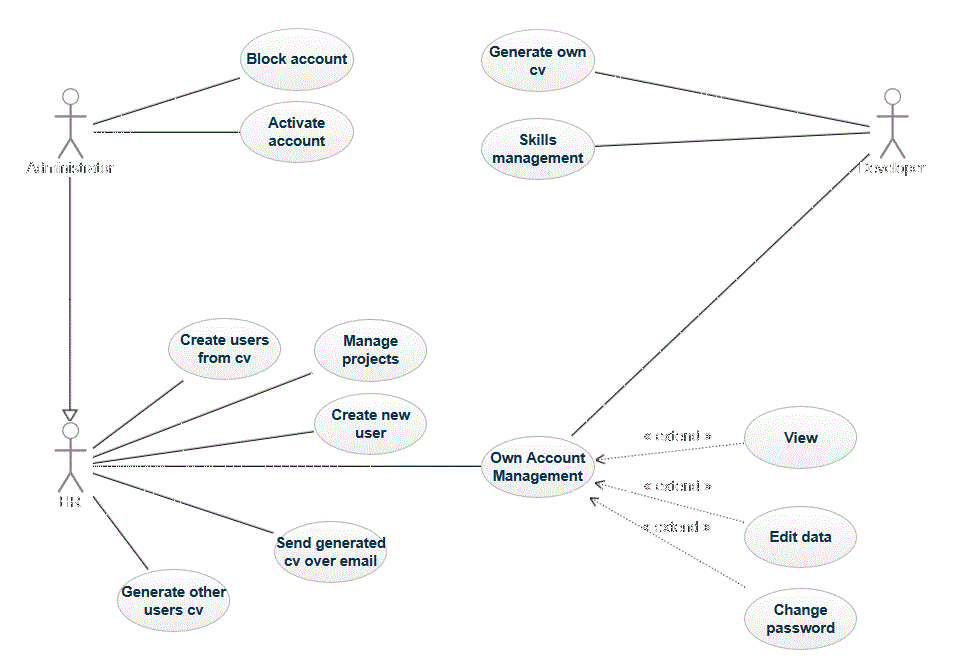 Block account
Generate own
cv
Activate
account
Skills
management
Administrator
Developer
Create users
from cv
Manage
projects
Create new
user
Own Account
Management
« extend »
View
« extend »
HR
« extend »
Edit data
Send generated
cv over email
Generate other
users cv
Change
password